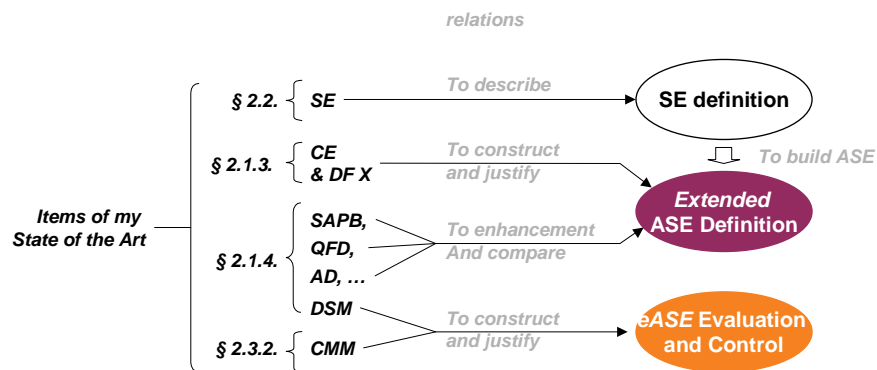 relations
§ 2.2.
SE
To describe
SE definition
To build ASE
§ 2.1.3.
CE
& DF X
To construct
and justify
Extended
ASE Definition
Items of my
State of the Art
§ 2.1.4.
SAPB,
QFD,
AD, …
DSM
To enhancement
And compare
§ 2.3.2.
CMM
To construct
and justify
eASE Evaluation
and Control